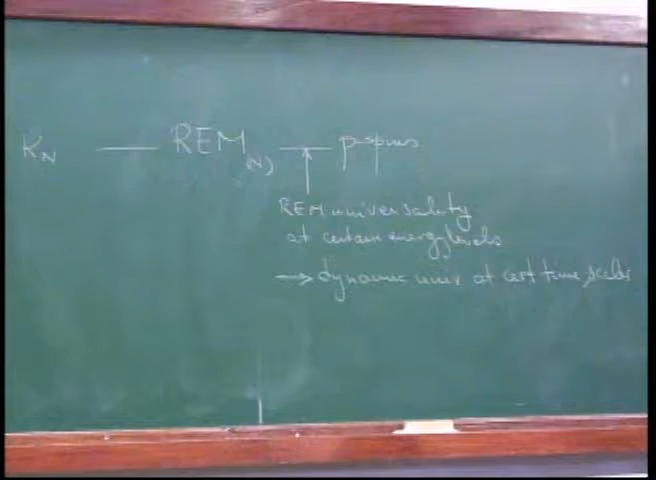 K_N — REM_(N) — p-spins
REM universality
at certain energy levels
→ dynamic univ at cert time scales